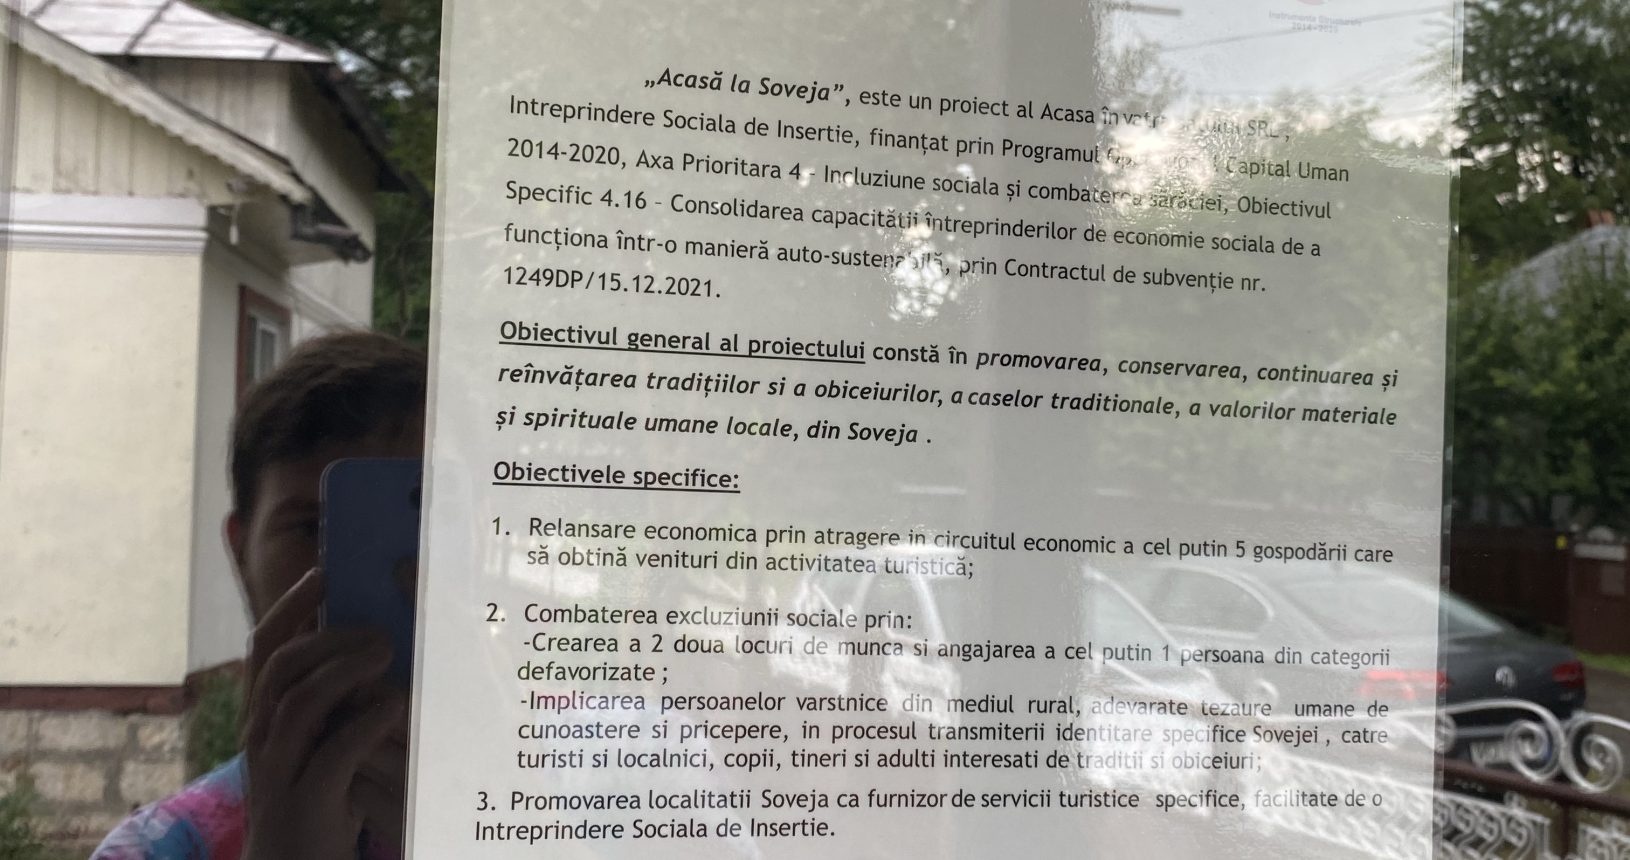 Instrumente Structurale
2014-2020
„Acasă la Soveja”, este un proiect al Acasa în SRL ,
Intreprindere Sociala de Insertie, finanțat prin Programul Capital Uman
2014-2020, Axa Prioritara 4 - Incluziune sociala și combaterea sărăciei, Obiectivul
Specific 4.16 - Consolidarea capacității întreprinderilor de economie sociala de a
funcționa într-o manieră auto-sustenabilă, prin Contractul de subvenție nr.
1249DP/15.12.2021.
Obiectivul general al proiectului constă în promovarea, conservarea, continuarea și
reînvățarea tradițiilor si a obiceiurilor, a caselor traditionale, a valorilor materiale
și spirituale umane locale, din Soveja .
Obiectivele specifice:
1. Relansare economica prin atragere in circuitul economic a cel putin 5 gospodării care
să obtină venituri din activitatea turistică;
2. Combaterea excluziunii sociale prin:
-Crearea a 2 doua locuri de munca si angajarea a cel putin 1 persoana din categorii
defavorizate ;
-Implicarea persoanelor varstnice din mediul rural, adevarate tezaure umane de
cunoastere si pricepere, in procesul transmiterii identitare specifice Sovejei , catre
turisti si localnici, copii, tineri si adulti interesati de traditii si obiceiuri;
3. Promovarea localitatii Soveja ca furnizor de servicii turistice specifice, facilitate de o
Intreprindere Sociala de Insertie.